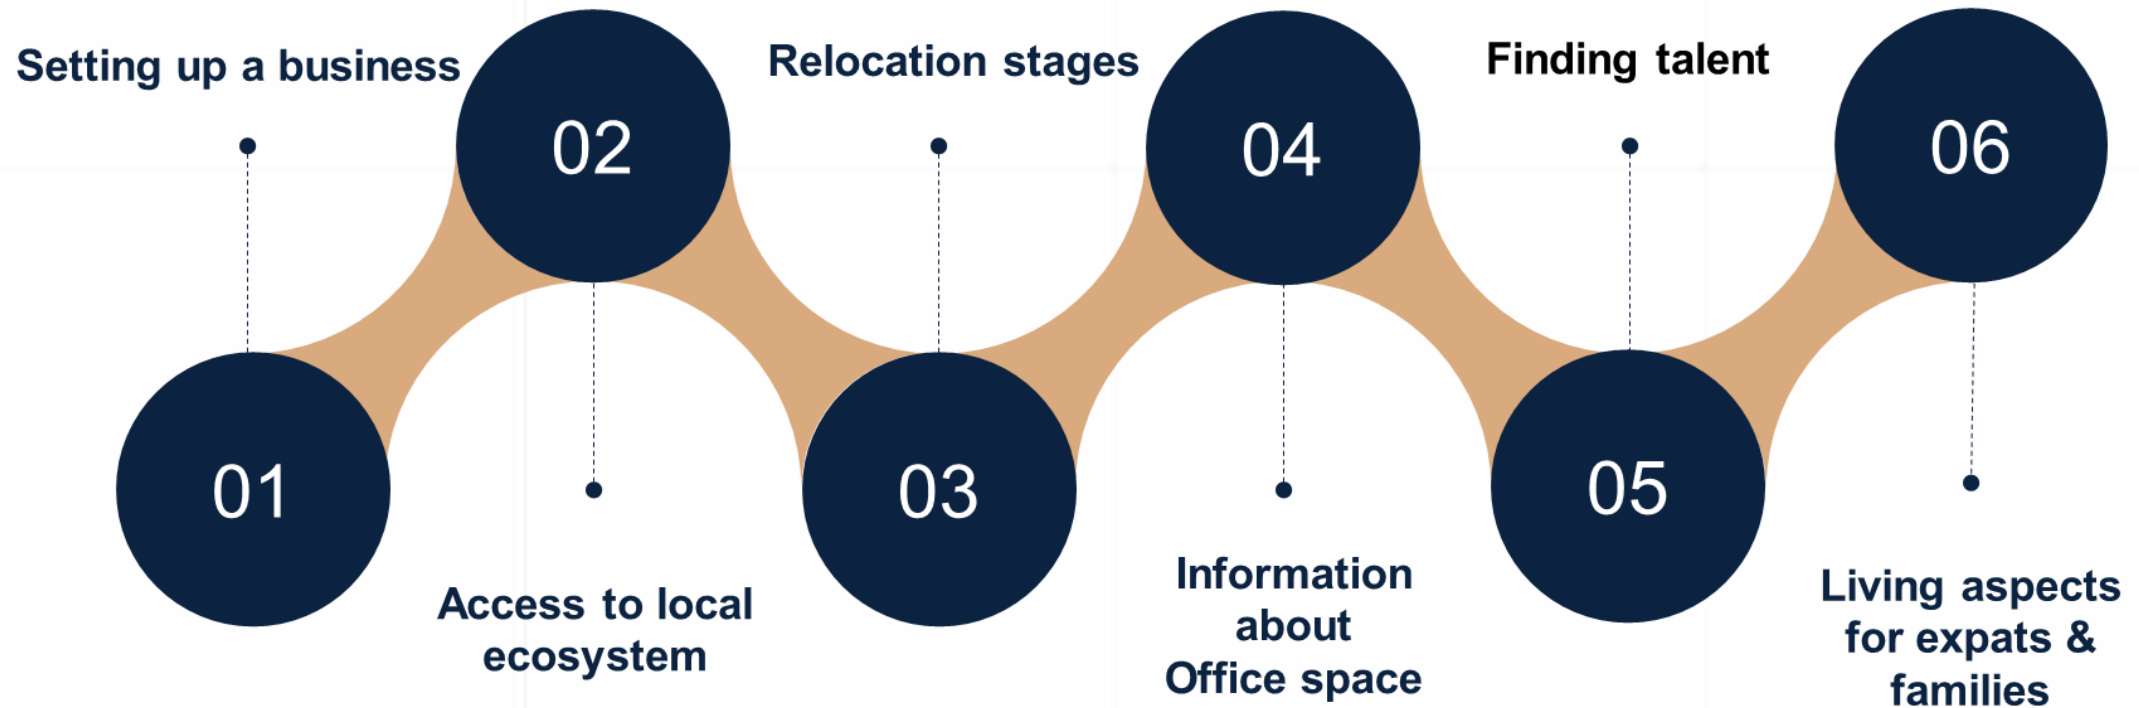 Setting up a business
01
02
Access to local
ecosystem
Relocation stages
03
04
Information
about
Office space
Finding talent
05
06
Living aspects
for expats &
families